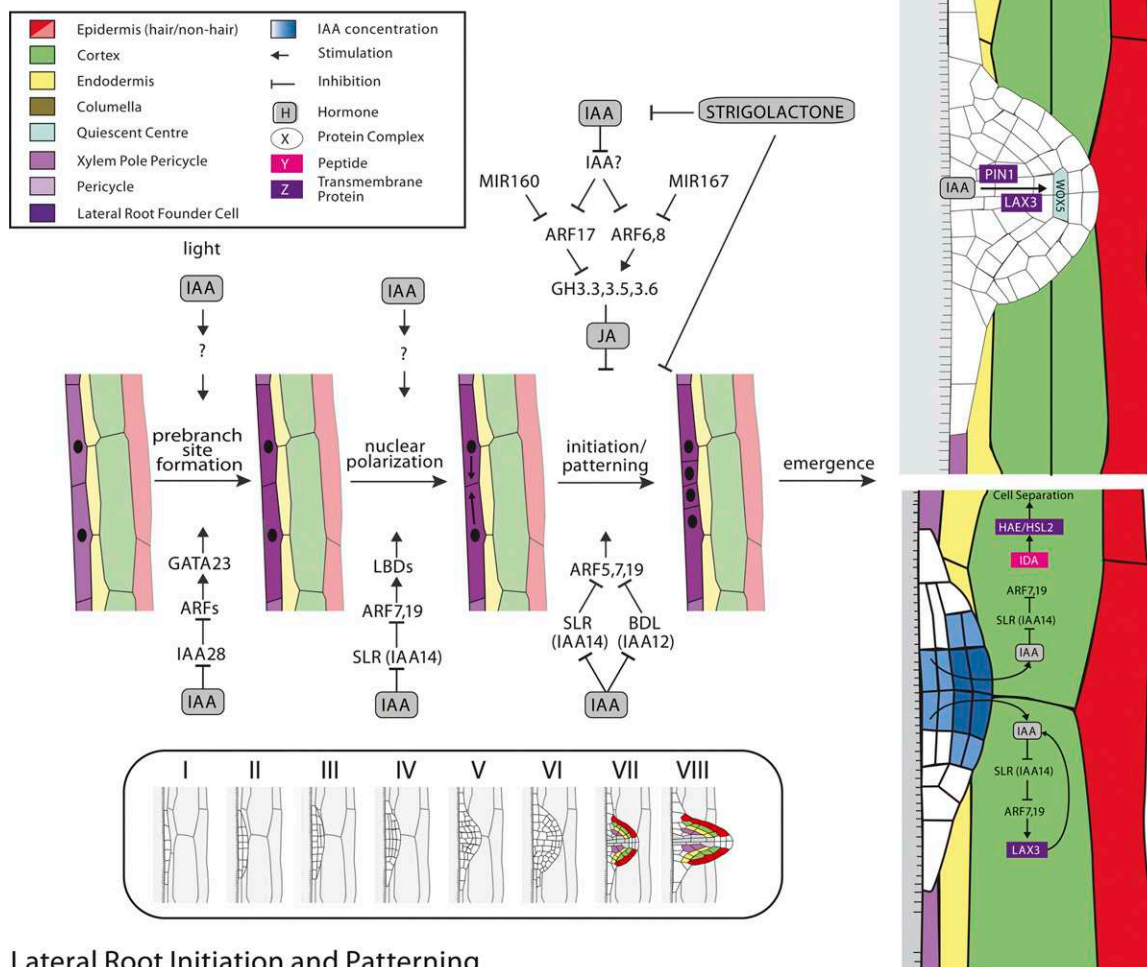 Epidermis (hair/non-hair)
Cortex
Endodermis
Columella
Quiescent Centre
Xylem Pole Pericycle
Pericycle
Lateral Root Founder Cell
IAA concentration
Stimulation
Inhibition
H Hormone
X Protein Complex
Y Peptide
Z Transmembrane
Protein
light
IAA
?
prebranch
site
formation
GATA23
ARFs
IAA28
IAA
IAA
?
nuclear
polarization
LBDs
ARF7,19
SLR (IAA14)
IAA
IAA
STRIGOLACTONE
IAA?
MIR160
MIR167
ARF17
ARF6,8
GH3.3,3.5,3.6
JA
initiation/
patterning
ARF5,7,19
SLR
(IAA14)
BDL
(IAA12)
IAA
emergence
IAA
PIN1
LAX3
WOX5
Cell Separation
HAE/HSL2
IDA
ARF7,19
SLR (IAA14)
IAA
IAA
SLR (IAA14)
ARF7,19
LAX3
I II III IV V VI VII VIII
Lateral Root Initiation and Patterning